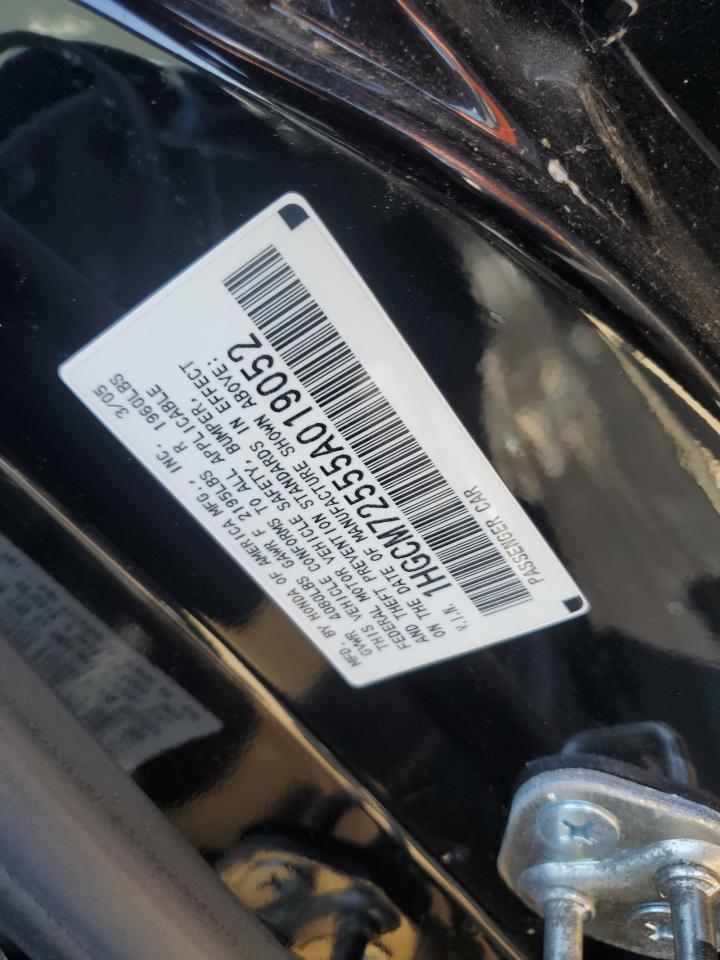 MFD. BY HONDA OF AMERICA MFG., INC. 3/05
GVWR 4080LBS GAWR F 2195LBS R 1960LBS
THIS VEHICLE CONFORMS TO ALL APPLICABLE
FEDERAL MOTOR VEHICLE SAFETY, BUMPER,
AND THEFT PREVENTION STANDARDS IN EFFECT
ON THE DATE OF MANUFACTURE SHOWN ABOVE:
V.I.N. 1HGCM72555A019052
PASSENGER CAR